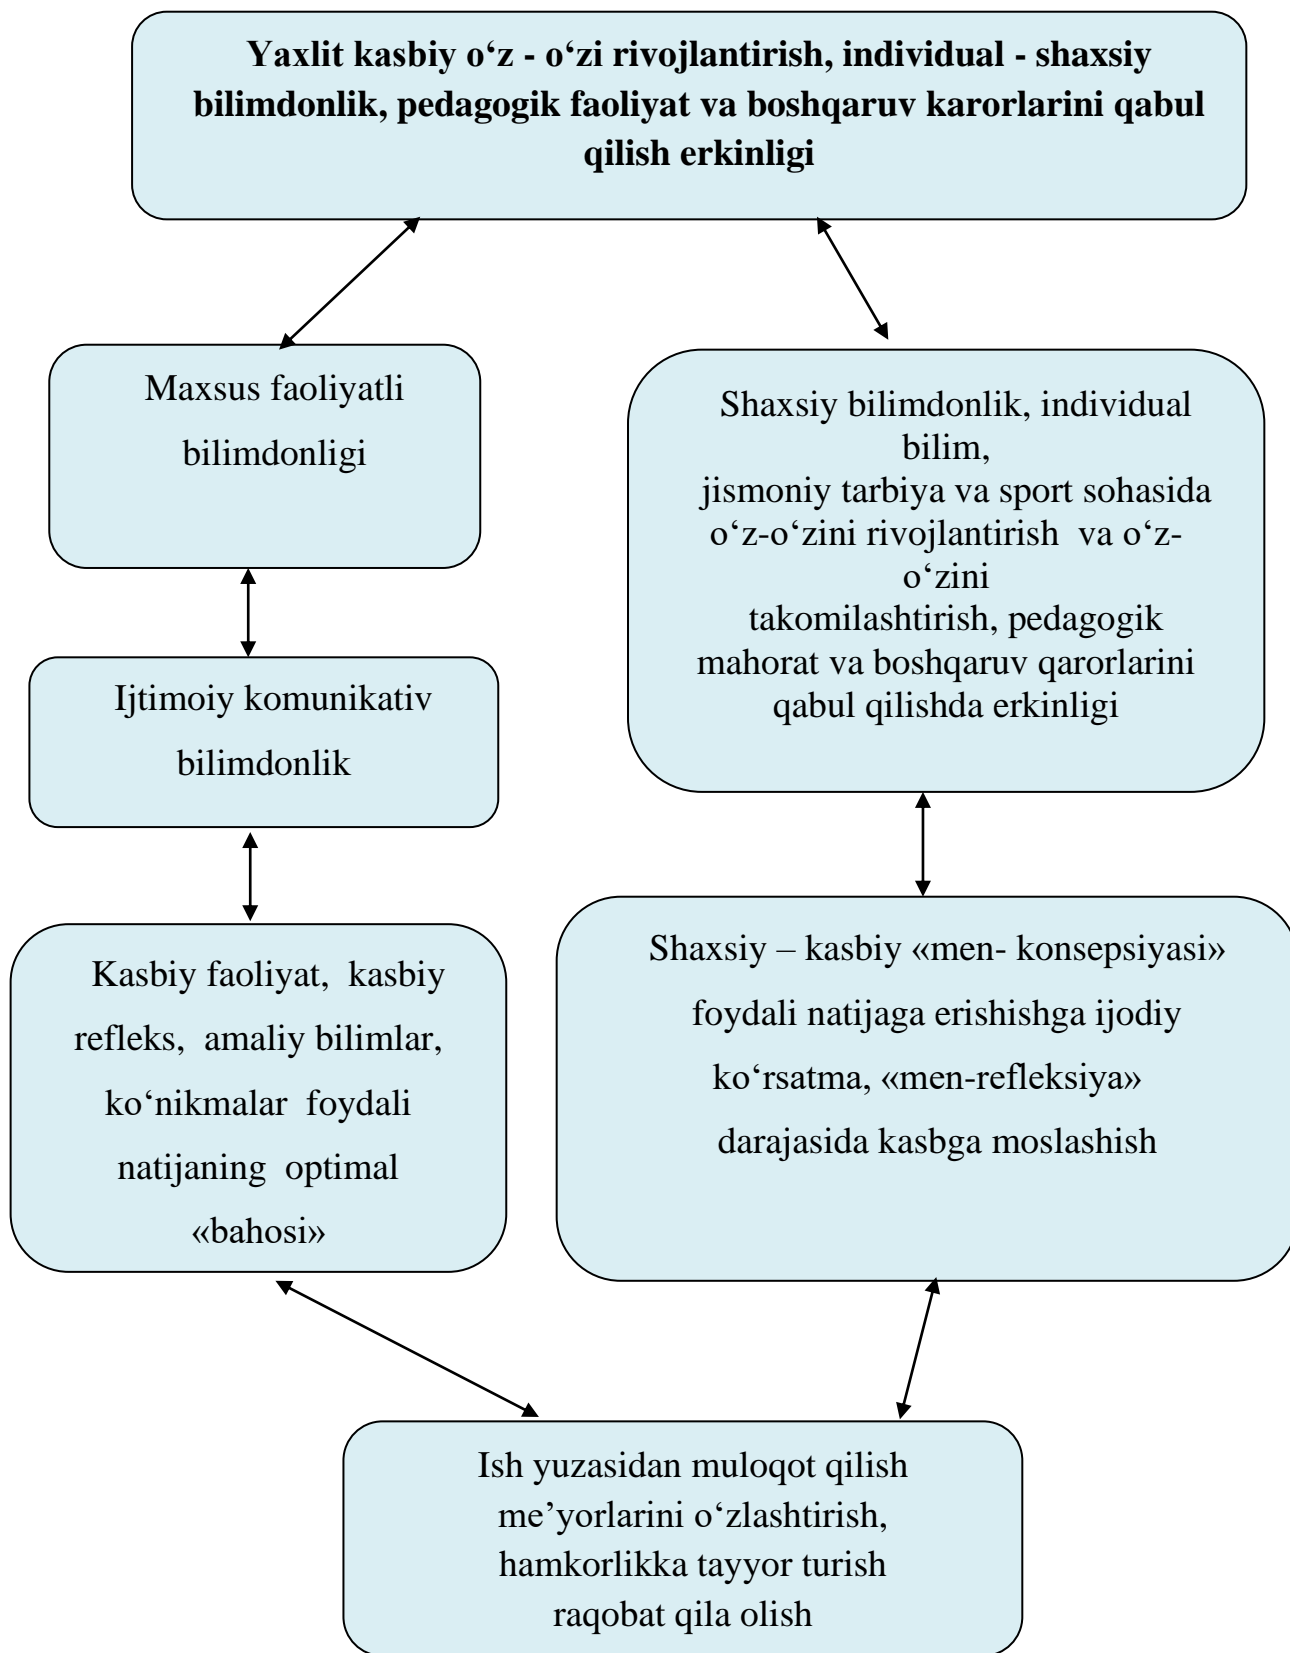 Yaxlit kasbiy o‘z - o‘zi rivojlantirish, individual - shaxsiy
bilimdonlik, pedagogik faoliyat va boshqaruv karorlarini qabul
qilish erkinligi
Maxsus faoliyatli
bilimdonligi
Shaxsiy bilimdonlik, individual
bilim,
jismoniy tarbiya va sport sohasida
o‘z-o‘zini rivojlantirish va o‘z-
o‘zini
takomilashtirish, pedagogik
mahorat va boshqaruv qarorlarini
qabul qilishda erkinligi
Ijtimoiy komunikativ
bilimdonlik
Kasbiy faoliyat, kasbiy
refleks, amaliy bilimlar,
ko‘nikmalar foydali
natijaning optimal
«bahosi»
Shaxsiy – kasbiy «men- konsepsiyasi»
foydali natijaga erishishga ijodiy
ko‘rsatma, «men-refleksiya»
darajasida kasbga moslashish
Ish yuzasidan muloqot qilish
me’yorlarini o‘zlashtirish,
hamkorlikka tayyor turish
raqobat qila olish